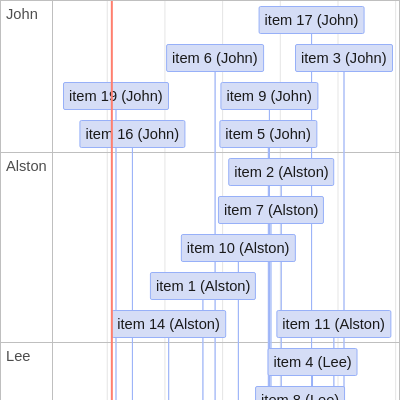 John
item 17 (John)
item 6 (John)
item 3 (John)
item 19 (John)
item 9 (John)
item 16 (John)
item 5 (John)
Alston
item 2 (Alston)
item 7 (Alston)
item 10 (Alston)
item 1 (Alston)
item 14 (Alston)
item 11 (Alston)
Lee
item 4 (Lee)
item 8 (Lee)